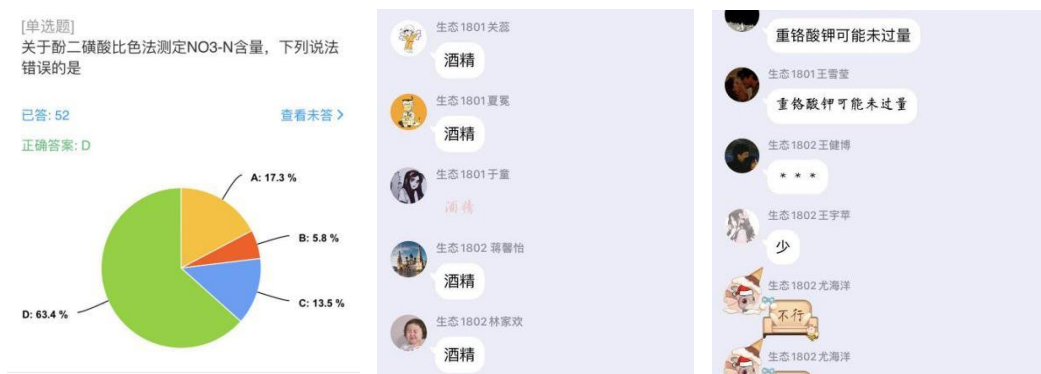 [单选题]
关于酚二磺酸比色法测定NO3-N含量，下列说法
错误的是
已答: 52
查看未答 >
正确答案: D
A: 17.3 %
B: 5.8 %
C: 13.5 %
D: 63.4 %
生态1801关蕊
酒精
生态1801夏冕
酒精
生态1801于童
酒精
生态1802 蒋馨怡
酒精
生态1802林家欢
酒精
重铬酸钾可能未过量
生态1801王雪莹
重铬酸钾可能未过量
生态1802王健博
* * *
生态1802王宇苹
少
生态1802尤海洋
不行
生态1802尤海洋